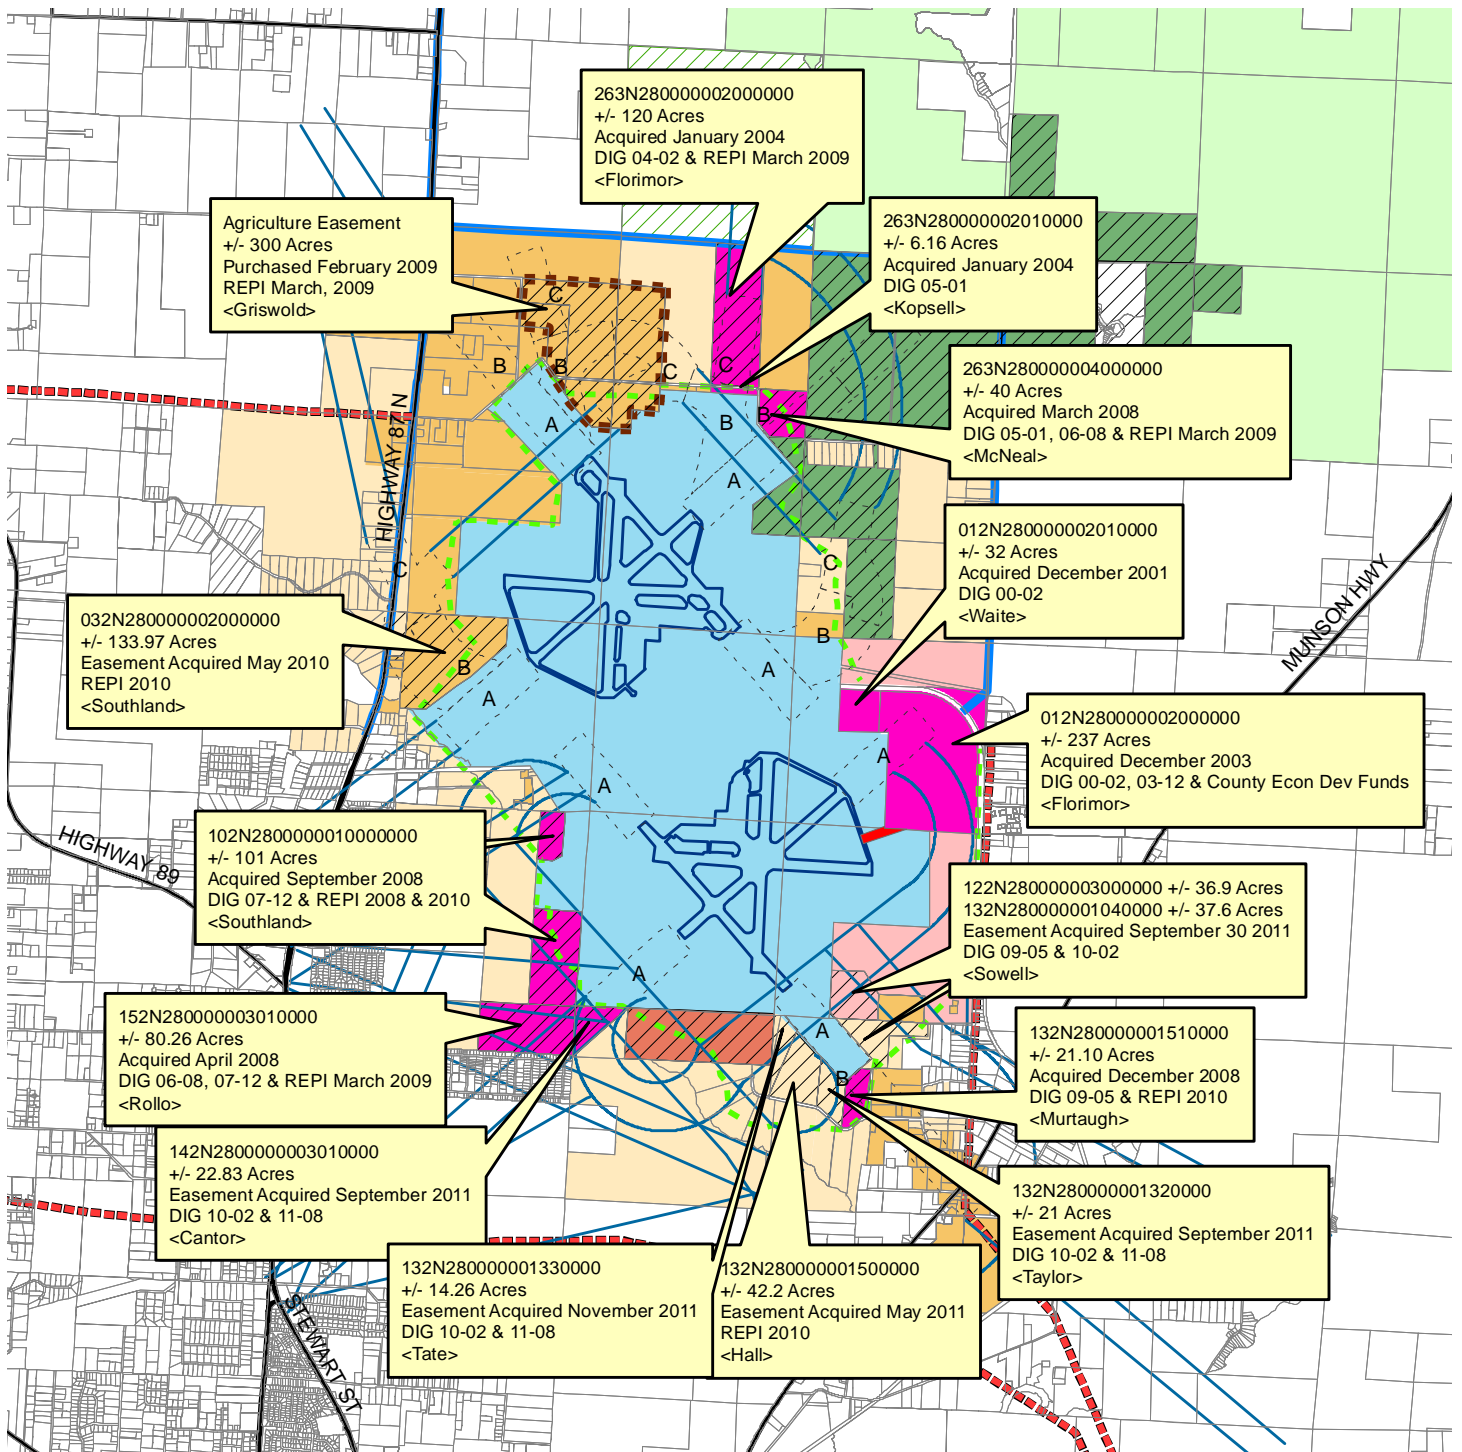 263N280000002000000
+/- 120 Acres
Acquired January 2004
DIG 04-02 & REPI March 2009
<Florimor>
Agriculture Easement
+/- 300 Acres
Purchased February 2009
REPI March, 2009
<Griswold>
263N280000002010000
+/- 6.16 Acres
Acquired January 2004
DIG 05-01
<Kopsell>
263N280000004000000
+/- 40 Acres
Acquired March 2008
DIG 05-01, 06-08 & REPI March 2009
<McNeal>
C
B
B
C
C
B
B
A
A
HIGHWAY 87 N
C
C
012N280000002010000
+/- 32 Acres
Acquired December 2001
DIG 00-02
<Waite>
MUNSON HWY
032N280000002000000
+/- 133.97 Acres
Easement Acquired May 2010
REPI 2010
<Southland>
B
B
A
A
012N280000002000000
+/- 237 Acres
Acquired December 2003
DIG 00-02, 03-12 & County Econ Dev Funds
<Florimor>
A
A
HIGHWAY 89
102N2800000010000000
+/- 101 Acres
Acquired September 2008
DIG 07-12 & REPI 2008 & 2010
<Southland>
122N280000003000000 +/- 36.9 Acres
132N280000001040000 +/- 37.6 Acres
Easement Acquired September 30 2011
DIG 09-05 & 10-02
<Sowell>
A
A
B
152N280000003010000
+/- 80.26 Acres
Acquired April 2008
DIG 06-08, 07-12 & REPI March 2009
<Rollo>
132N280000001510000
+/- 21.10 Acres
Acquired December 2008
DIG 09-05 & REPI 2010
<Murtaugh>
142N2800000003010000
+/- 22.83 Acres
Easement Acquired September 2011
DIG 10-02 & 11-08
<Cantor>
132N280000001320000
+/- 21 Acres
Easement Acquired September 2011
DIG 10-02 & 11-08
<Taylor>
132N280000001330000
+/- 14.26 Acres
Easement Acquired November 2011
DIG 10-02 & 11-08
<Tate>
132N280000001500000
+/- 42.2 Acres
Easement Acquired May 2011
REPI 2010
<Hall>
STEWART ST